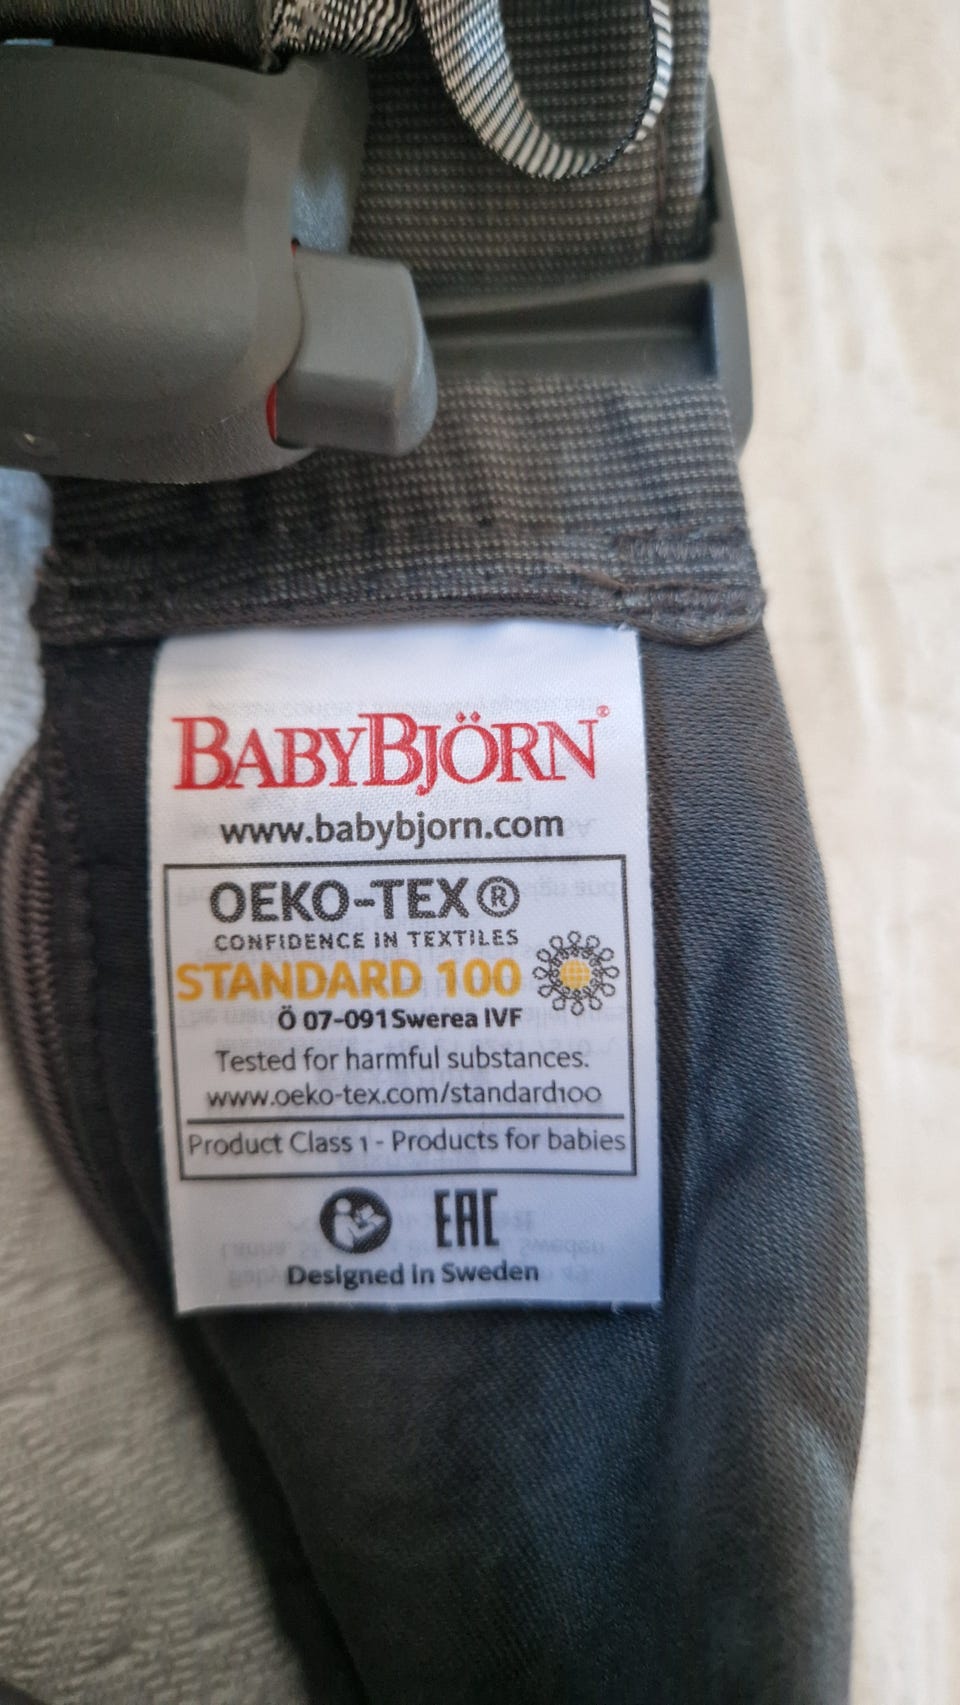 BABYBJÖRN®
www.babybjorn.com
OEKO-TEX®
CONFIDENCE IN TEXTILES
STANDARD 100
Ö 07-091 Swerea IVF
Tested for harmful substances.
www.oeko-tex.com/standard100
Product Class 1 - Products for babies
EAC
Designed in Sweden